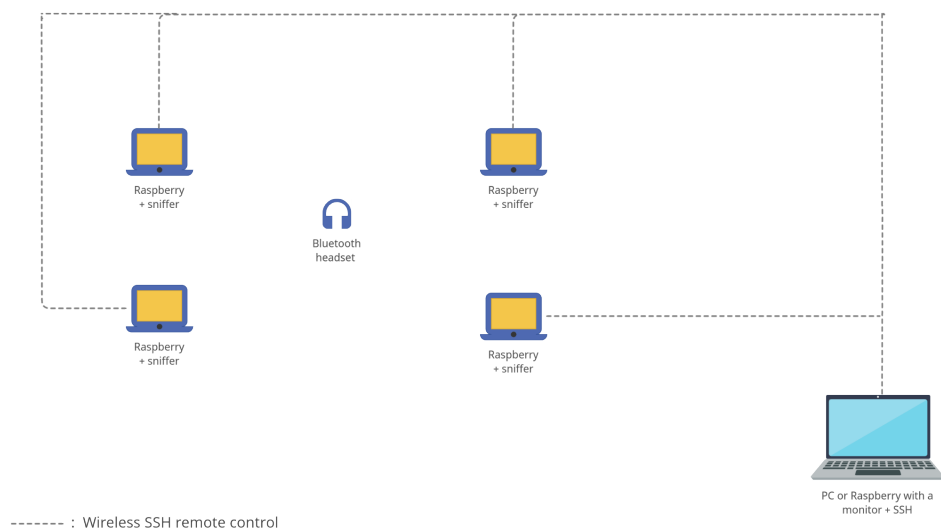 Raspberry
+ sniffer
Raspberry
+ sniffer
Bluetooth
headset
Raspberry
+ sniffer
Raspberry
+ sniffer
PC or Raspberry with a
monitor + SSH
: Wireless SSH remote control